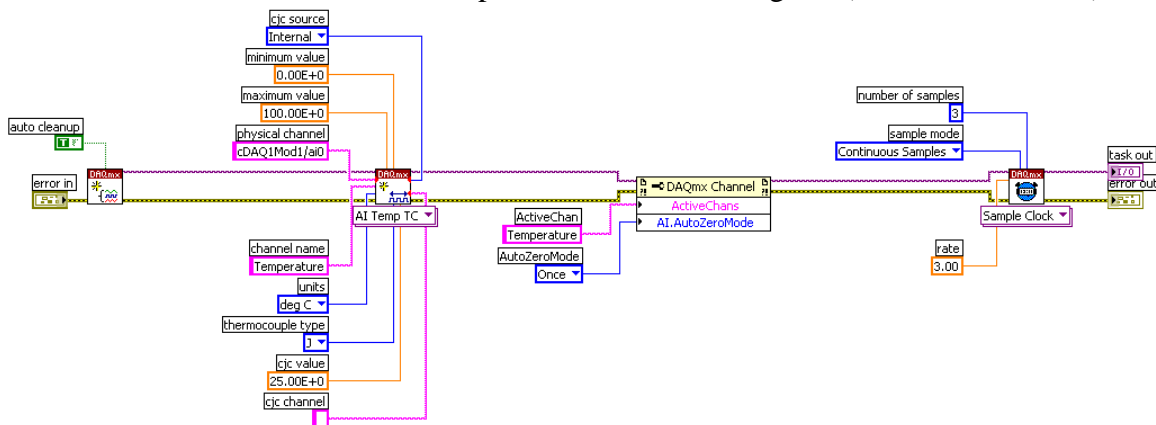 cjc source
Internal
minimum value
0.00E+0
maximum value
100.00E+0
physical channel
cDAQ1Mod1/ai0
auto cleanup
T F
error in
DAQmx
DAQmx
AI Temp TC
channel name
Temperature
units
deg C
thermocouple type
J
cjc value
25.00E+0
cjc channel
DAQmx Channel
ActiveChans
AI.AutoZeroMode
ActiveChan
Temperature
AutoZeroMode
Once
number of samples
3
sample mode
Continuous Samples
DAQmx
Sample Clock
rate
3.00
task out
I/O
error out